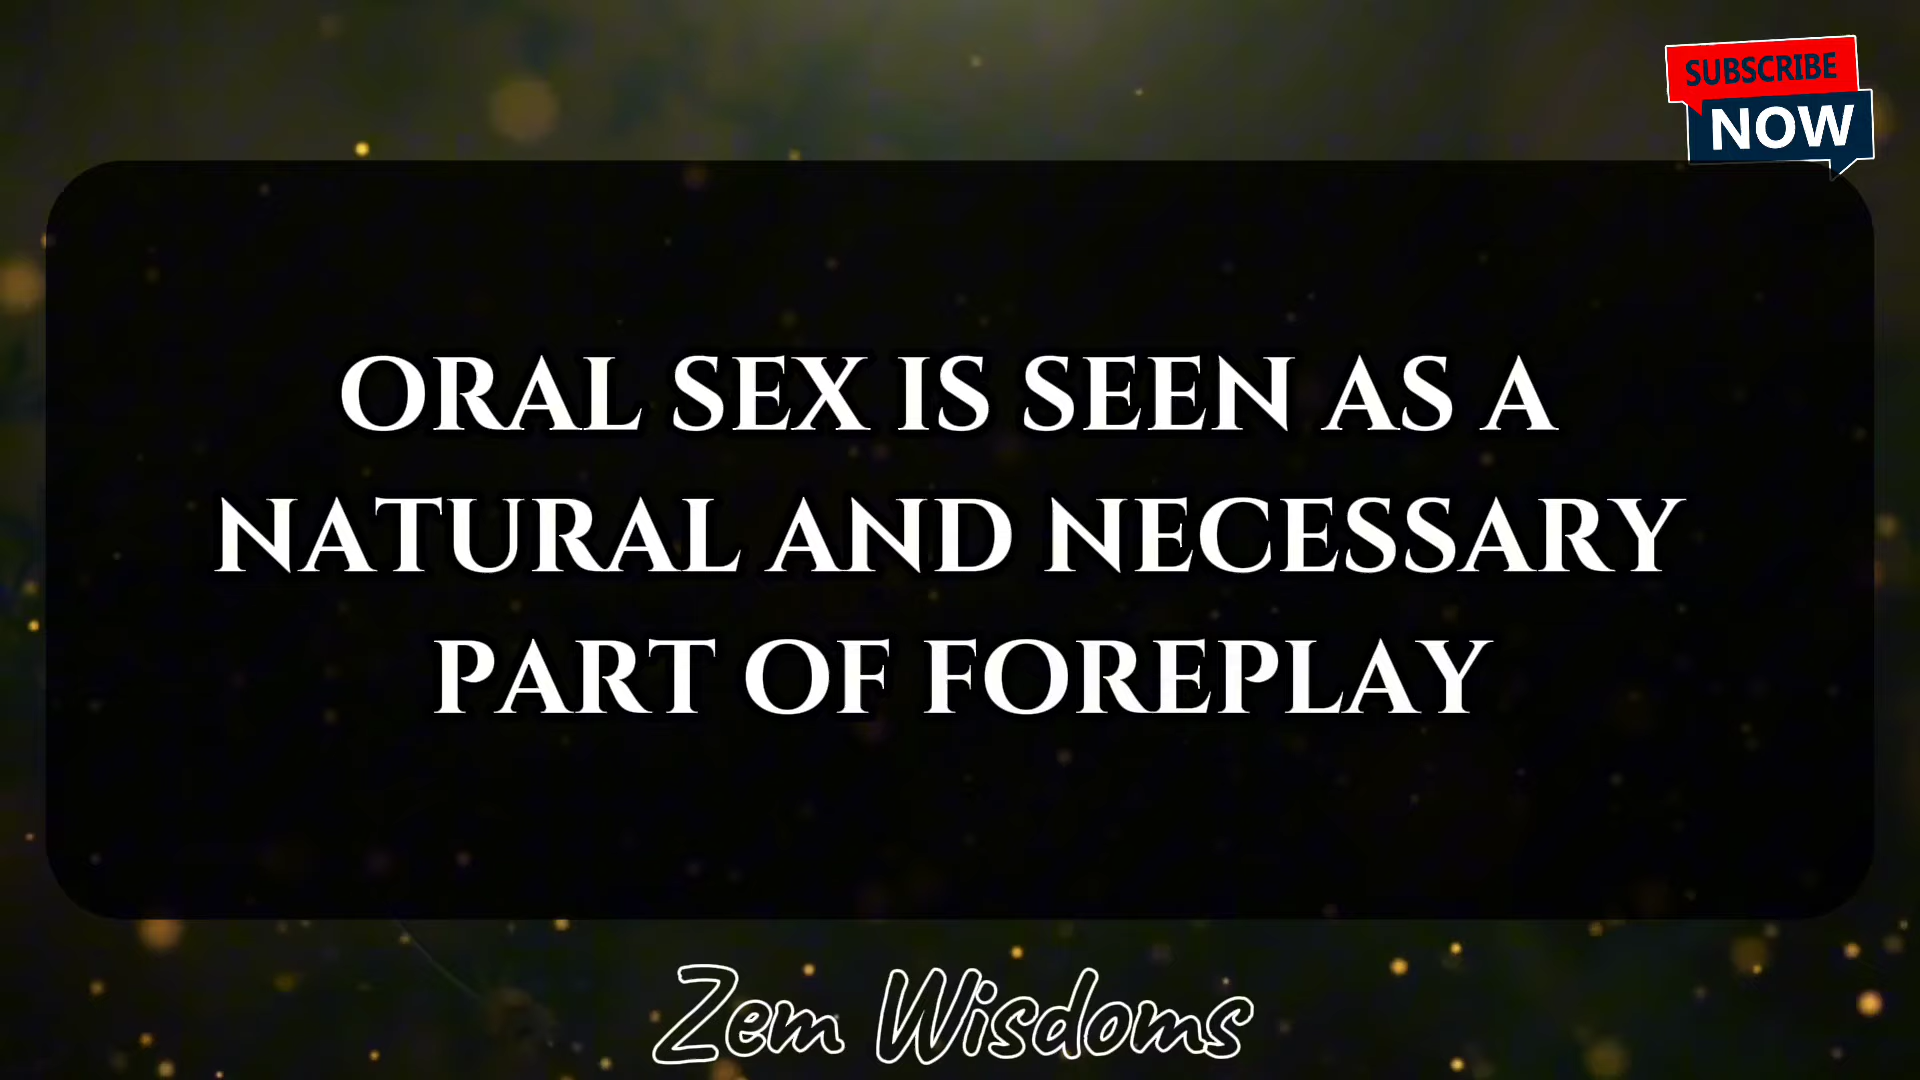 SUBSCRIBE
NOW
ORAL SEX IS SEEN AS A
NATURAL AND NECESSARY
PART OF FOREPLAY
Zem Wisdoms